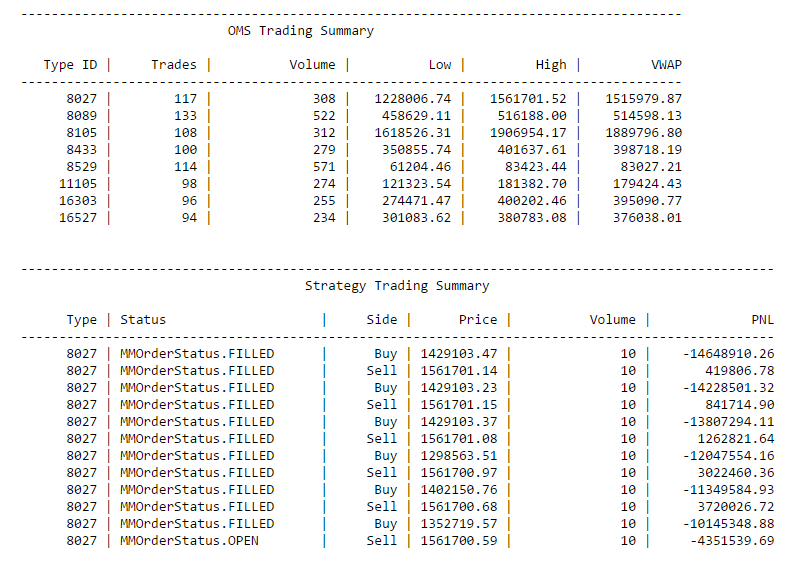 --------------------------------------------------------------------------------------
OMS Trading Summary
Type ID | Trades | Volume | Low | High | VWAP
--------------------------------------------------------------------------------------
8027 | 117 | 308 | 1228006.74 | 1561701.52 | 1515979.87
8089 | 133 | 522 | 458629.11 | 516188.00 | 514598.13
8105 | 108 | 312 | 1618526.31 | 1906954.17 | 1889796.80
8433 | 100 | 279 | 350855.74 | 401637.61 | 398718.19
8529 | 114 | 571 | 61204.46 | 83423.44 | 83027.21
11105 | 98 | 274 | 121323.54 | 181382.70 | 179424.43
16303 | 96 | 255 | 274471.47 | 400202.46 | 395090.77
16527 | 94 | 234 | 301083.62 | 380783.08 | 376038.01
--------------------------------------------------------------------------------------------------
Strategy Trading Summary
Type | Status | Side | Price | Volume | PNL
--------------------------------------------------------------------------------------------------
8027 | MMOrderStatus.FILLED | Buy | 1429103.47 | 10 | -14648910.26
8027 | MMOrderStatus.FILLED | Sell | 1561701.14 | 10 | 419806.78
8027 | MMOrderStatus.FILLED | Buy | 1429103.23 | 10 | -14228501.32
8027 | MMOrderStatus.FILLED | Sell | 1561701.15 | 10 | 841714.90
8027 | MMOrderStatus.FILLED | Buy | 1429103.37 | 10 | -13807294.11
8027 | MMOrderStatus.FILLED | Sell | 1561701.08 | 10 | 1262821.64
8027 | MMOrderStatus.FILLED | Buy | 1298563.51 | 10 | -12047554.16
8027 | MMOrderStatus.FILLED | Sell | 1561700.97 | 10 | 3022460.36
8027 | MMOrderStatus.FILLED | Buy | 1402150.76 | 10 | -11349584.93
8027 | MMOrderStatus.FILLED | Sell | 1561700.68 | 10 | 3720026.72
8027 | MMOrderStatus.FILLED | Buy | 1352719.57 | 10 | -10145348.88
8027 | MMOrderStatus.OPEN | Sell | 1561700.59 | 10 | -4351539.69